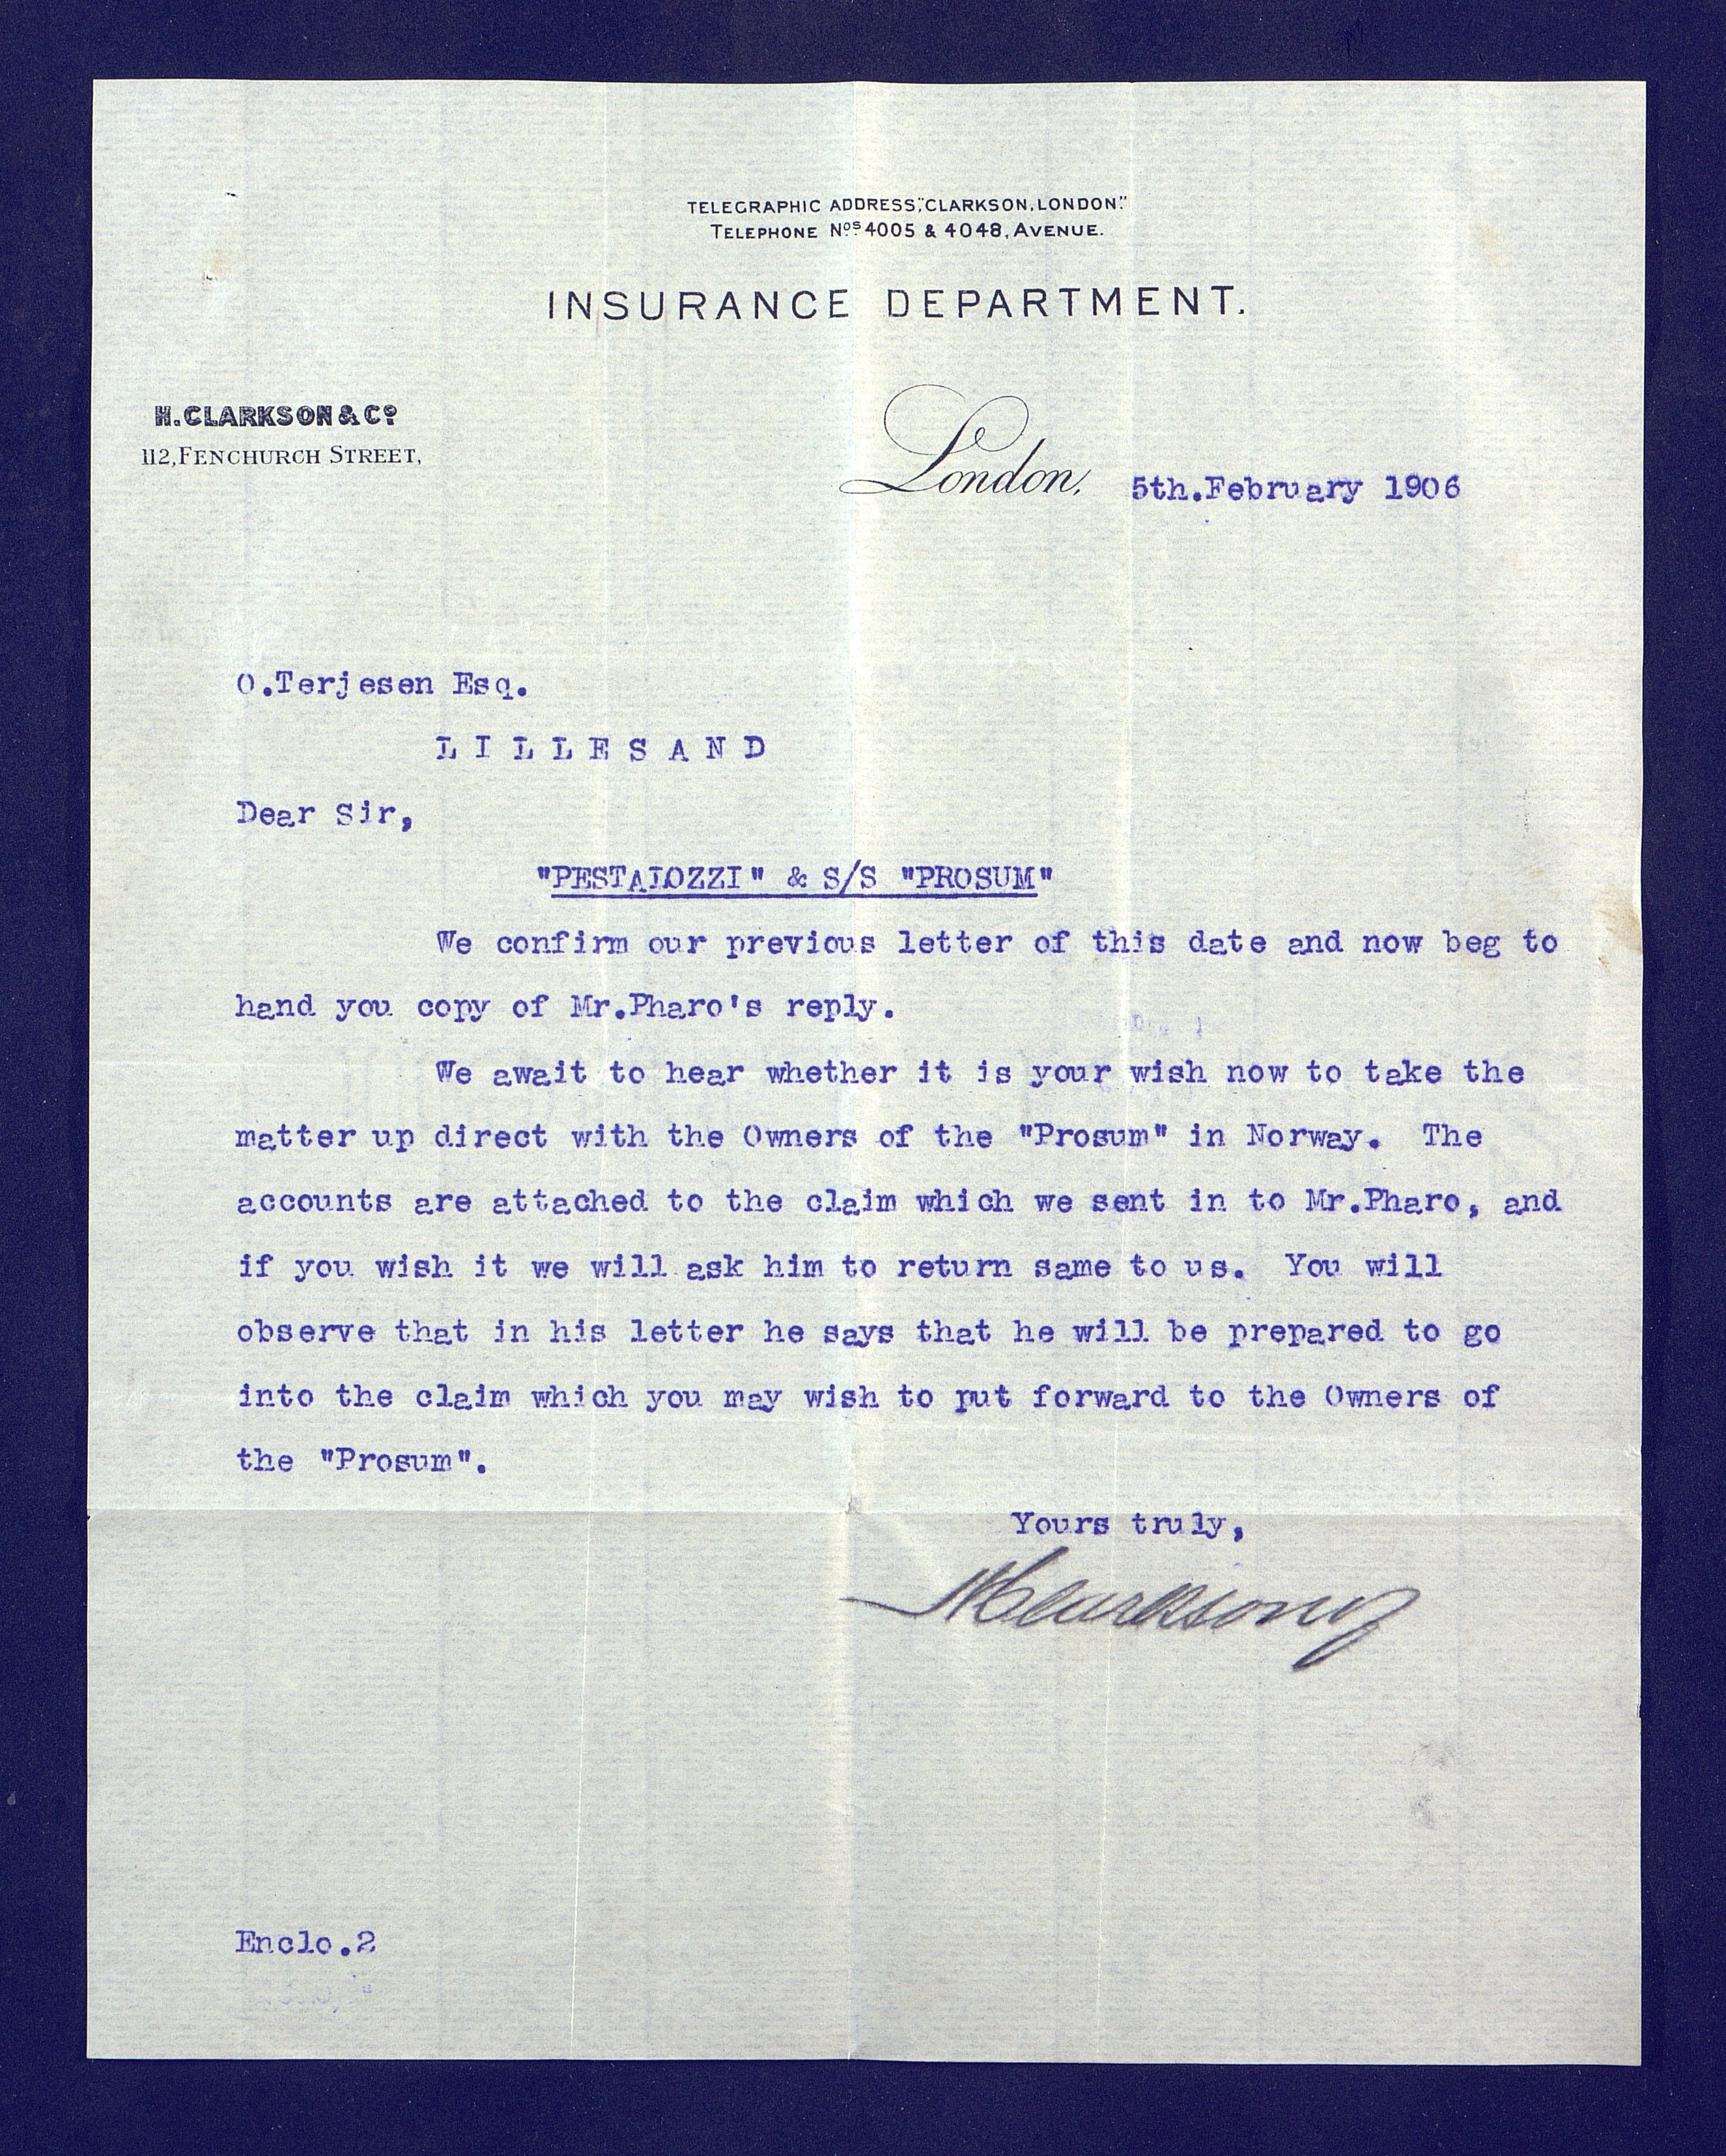 TELEGRAPHIC ADDRESS, "CLARKSON, LONDON."
TELEPHONE Nos. 4005 & 4048, AVENUE.
INSURANCE DEPARTMENT.
H. CLARKSON & Co.
112, FENCHURCH STREET,
London, 5th.February 1906
O.Terjesen Esq.
L I L L E S A N D
Dear Sir,
"PESTALOZZI" & S/S "PROSUM"
We confirm our previous letter of this date and now beg to
hand you copy of Mr.Pharo's reply.
We await to hear whether it is your wish now to take the
matter up direct with the Owners of the "Prosum" in Norway. The
accounts are attached to the claim which we sent in to Mr.Pharo, and
if you wish it we will ask him to return same to us. You will
observe that in his letter he says that he will be prepared to go
into the claim which you may wish to put forward to the Owners of
the "Prosum".
Yours truly,
HClarkson
Enclo.2